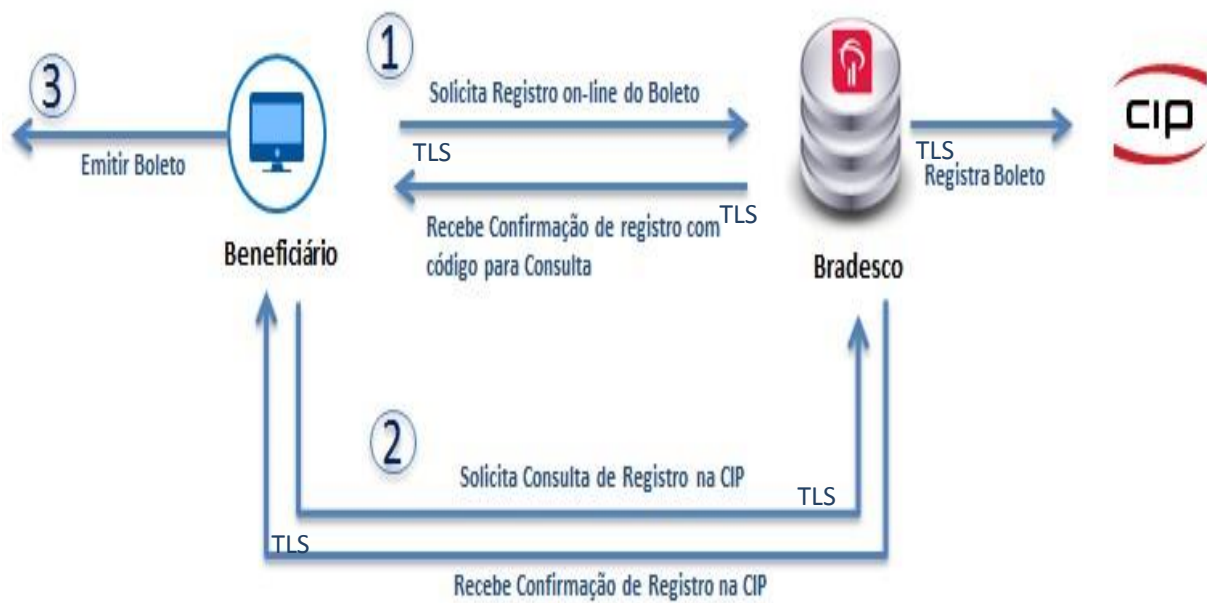 1
Solicita Registro on-line do Boleto
TLS
3
Emitir Boleto
Beneficiário
Recebe Confirmação de registro com
código para Consulta
TLS
Bradesco
TLS
Registra Boleto
cip
2
Solicita Consulta de Registro na CIP
TLS
TLS
Recebe Confirmação de Registro na CIP